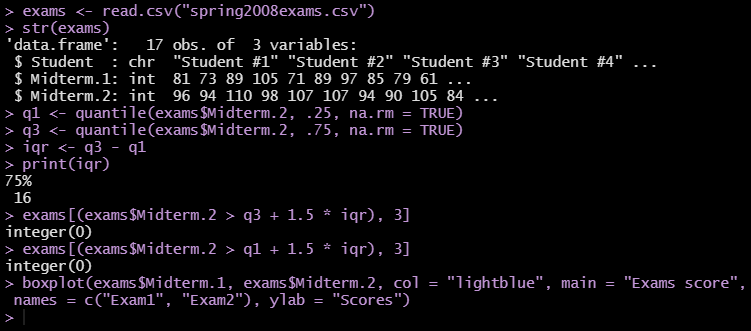 > exams <- read.csv("spring2008exams.csv")
> str(exams)
'data.frame':   17 obs. of  3 variables:
 $ Student  : chr  "Student #1" "Student #2" "Student #3" "Student #4" ...
 $ Midterm.1: int  81 73 89 105 71 89 97 85 79 61 ...
 $ Midterm.2: int  96 94 110 98 107 107 94 90 105 84 ...
> q1 <- quantile(exams$Midterm.2, .25, na.rm = TRUE)
> q3 <- quantile(exams$Midterm.2, .75, na.rm = TRUE)
> iqr <- q3 - q1
> print(iqr)
75%
 16
> exams[(exams$Midterm.2 > q3 + 1.5 * iqr), 3]
integer(0)
> exams[(exams$Midterm.2 > q1 + 1.5 * iqr), 3]
integer(0)
> boxplot(exams$Midterm.1, exams$Midterm.2, col = "lightblue", main = "Exams score",
 names = c("Exam1", "Exam2"), ylab = "Scores")
>